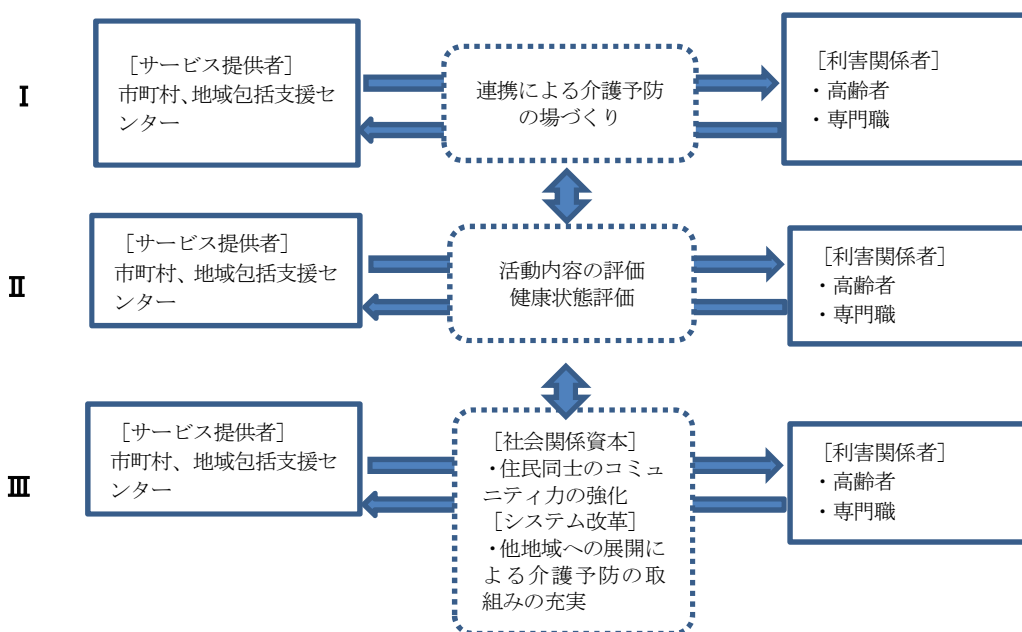 Ⅰ
[サービス提供者]
市町村、地域包括支援セ
ンター
連携による介護予防
の場づくり
[利害関係者]
・高齢者
・専門職
Ⅱ
[サービス提供者]
市町村、地域包括支援セ
ンター
活動内容の評価
健康状態評価
[利害関係者]
・高齢者
・専門職
Ⅲ
[サービス提供者]
市町村、地域包括支援セ
ンター
[社会関係資本]
・住民同士のコミュ
ニティ力の強化
[システム改革]
・他地域への展開に
よる介護予防の取
組みの充実
[利害関係者]
・高齢者
・専門職